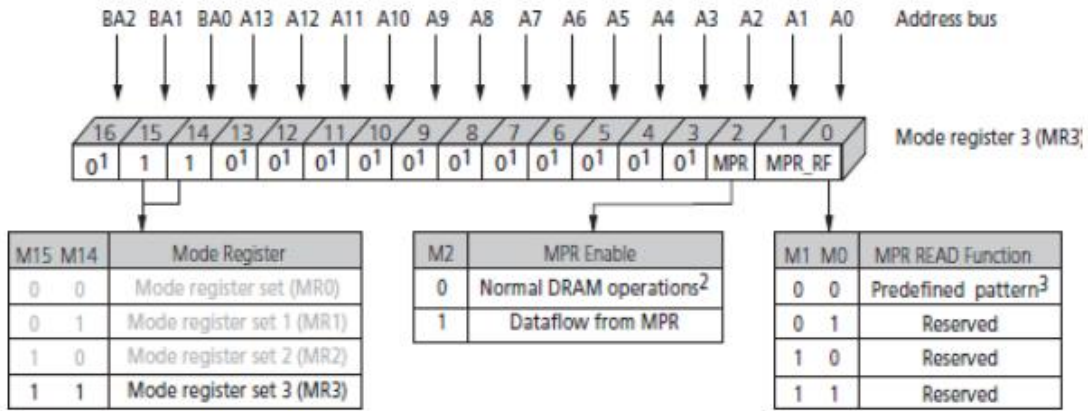 BA2 BA1 BA0 A13 A12 A11 A10 A9 A8 A7 A6 A5 A4 A3 A2 A1 A0 Address bus
16 15 14 13 12 11 10 9 8 7 6 5 4 3 2 1 0 Mode register 3 (MR3)
0¹ 1 1 0¹ 0¹ 0¹ 0¹ 0¹ 0¹ 0¹ 0¹ 0¹ 0¹ 0¹ MPR MPR_RF
M15 M14 Mode Register
0 0 Mode register set (MR0)
0 1 Mode register set 1 (MR1)
1 0 Mode register set 2 (MR2)
1 1 Mode register set 3 (MR3)
M2 MPR Enable
0 Normal DRAM operations²
1 Dataflow from MPR
M1 M0 MPR READ Function
0 0 Predefined pattern³
0 1 Reserved
1 0 Reserved
1 1 Reserved